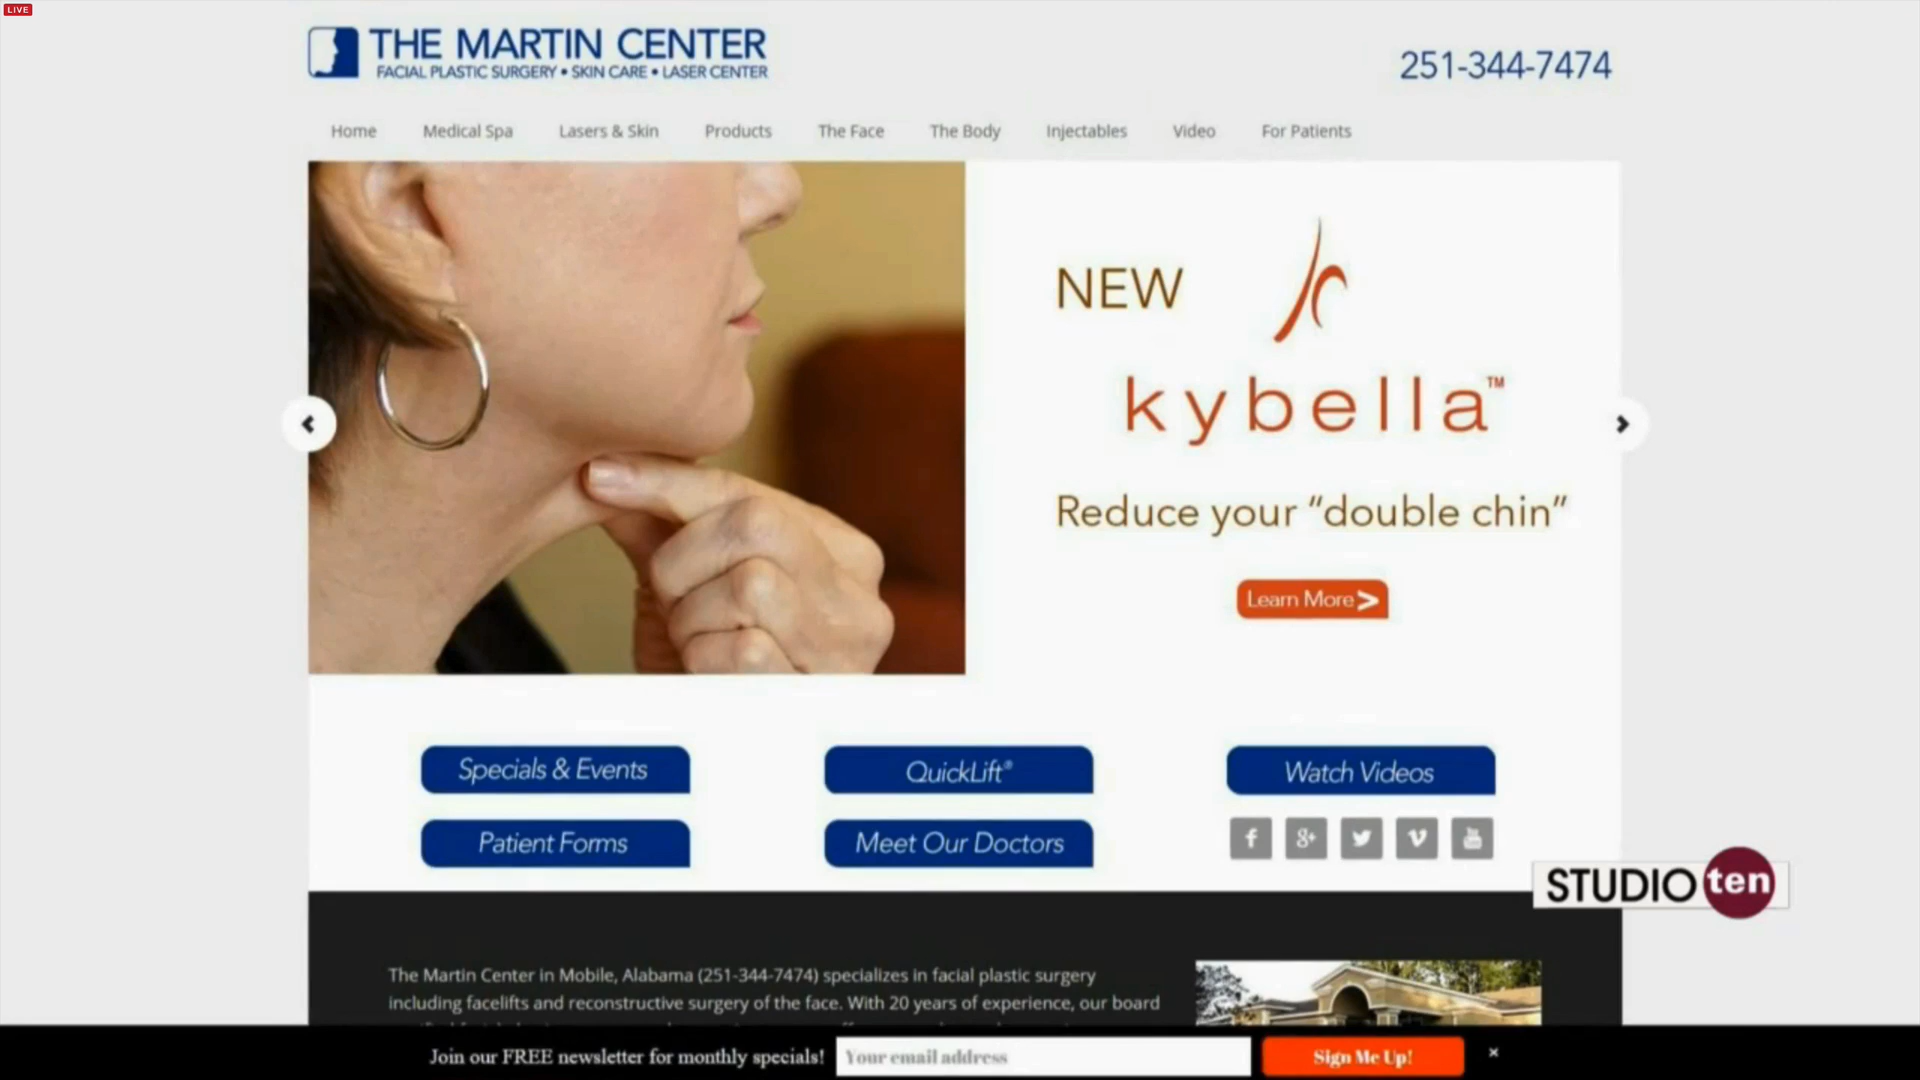 LIVE
THE MARTIN CENTER
FACIAL PLASTIC SURGERY • SKIN CARE • LASER CENTER
251-344-7474
Home Medical Spa Lasers & Skin Products The Face The Body Injectables Video For Patients
NEW
kybella™
Reduce your “double chin”
Learn More >
Specials & Events
QuickLift®
Watch Videos
Patient Forms
Meet Our Doctors
STUDIO ten
The Martin Center in Mobile, Alabama (251-344-7474) specializes in facial plastic surgery
including facelifts and reconstructive surgery of the face. With 20 years of experience, our board
Join our FREE newsletter for monthly specials!
Your email address
Sign Me Up!
×